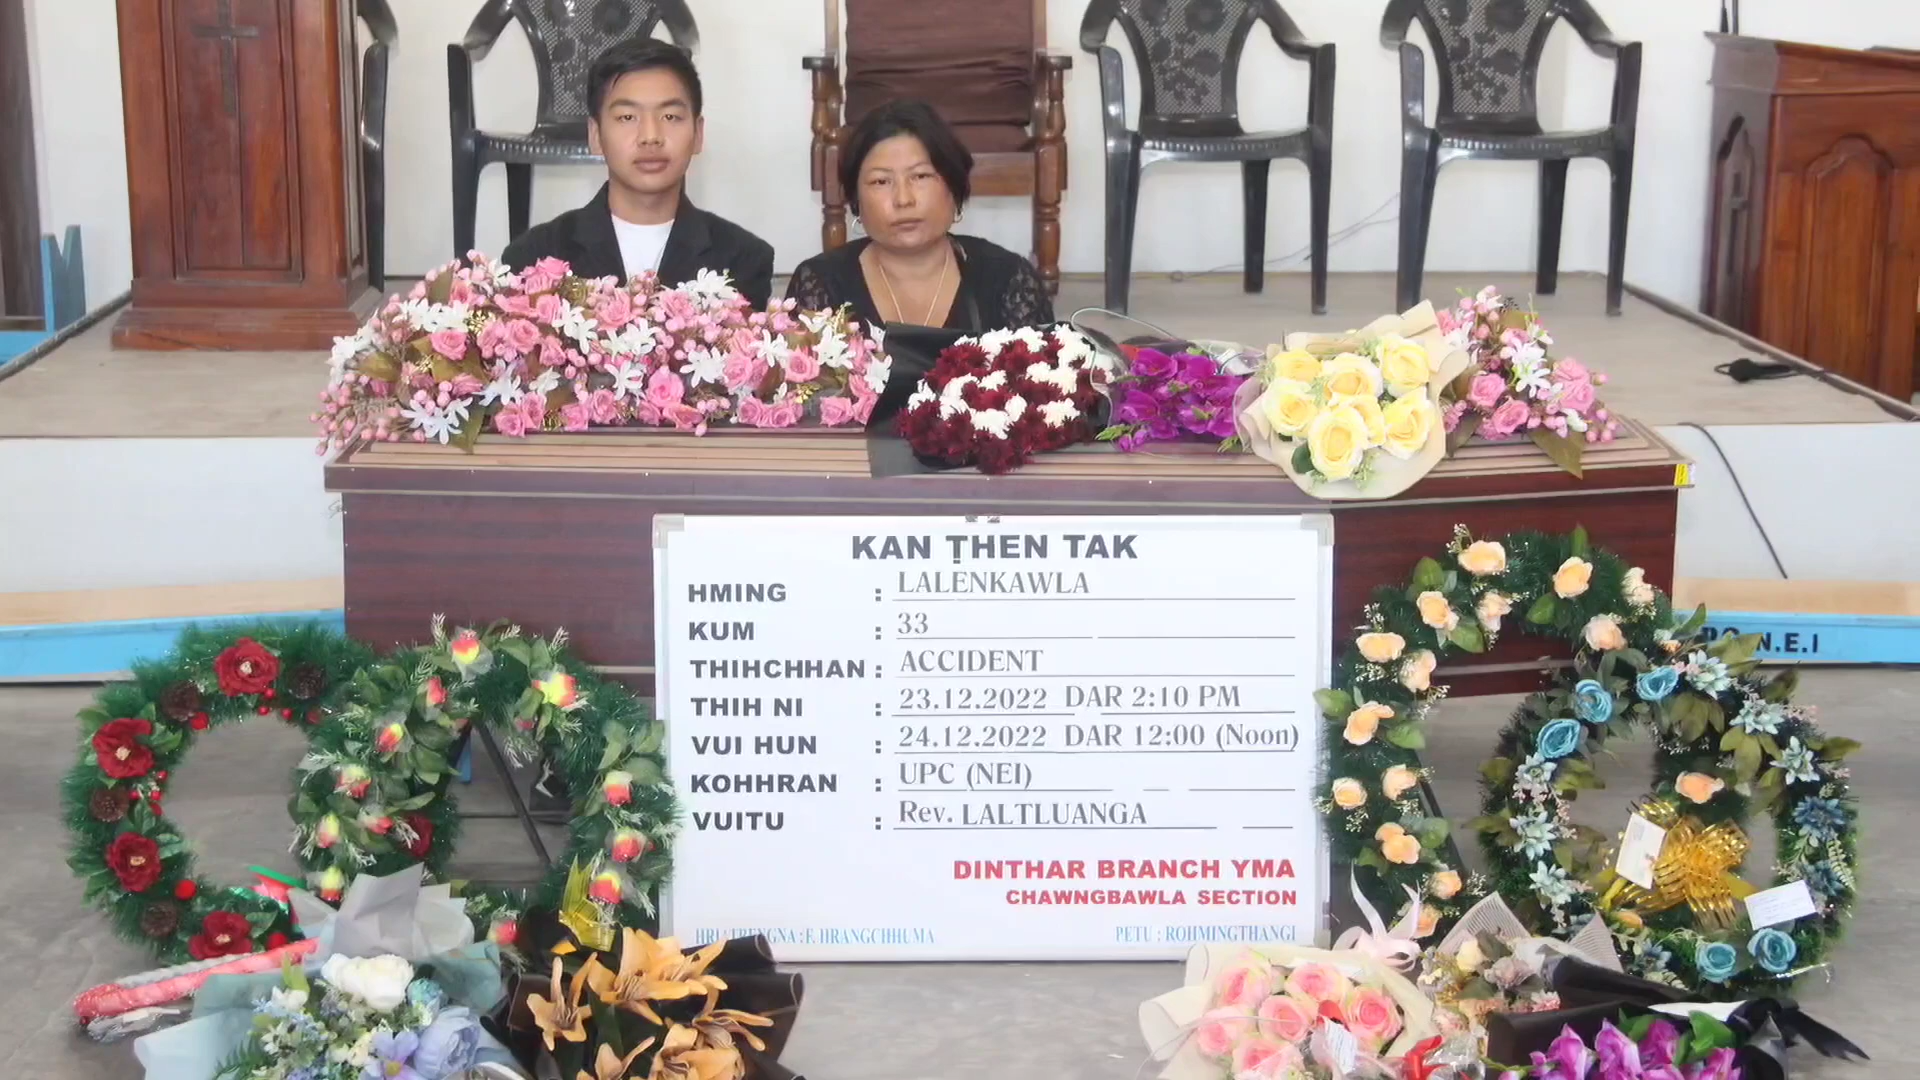 KAN ṬHEN TAK
HMING : LALENKAWLA
KUM : 33
THIHCHHAN : ACCIDENT
THIH NI : 23.12.2022 DAR 2:10 PM
VUI HUN : 24.12.2022 DAR 12:00 (Noon)
KOHHRAN : UPC (NEI)
VUITU : Rev. LALTLUANGA
DINTHAR BRANCH YMA
CHAWNGBAWLA SECTION
: F. HRANGCHHUMA
PETU : ROHMINGTHANGI
N.E.I